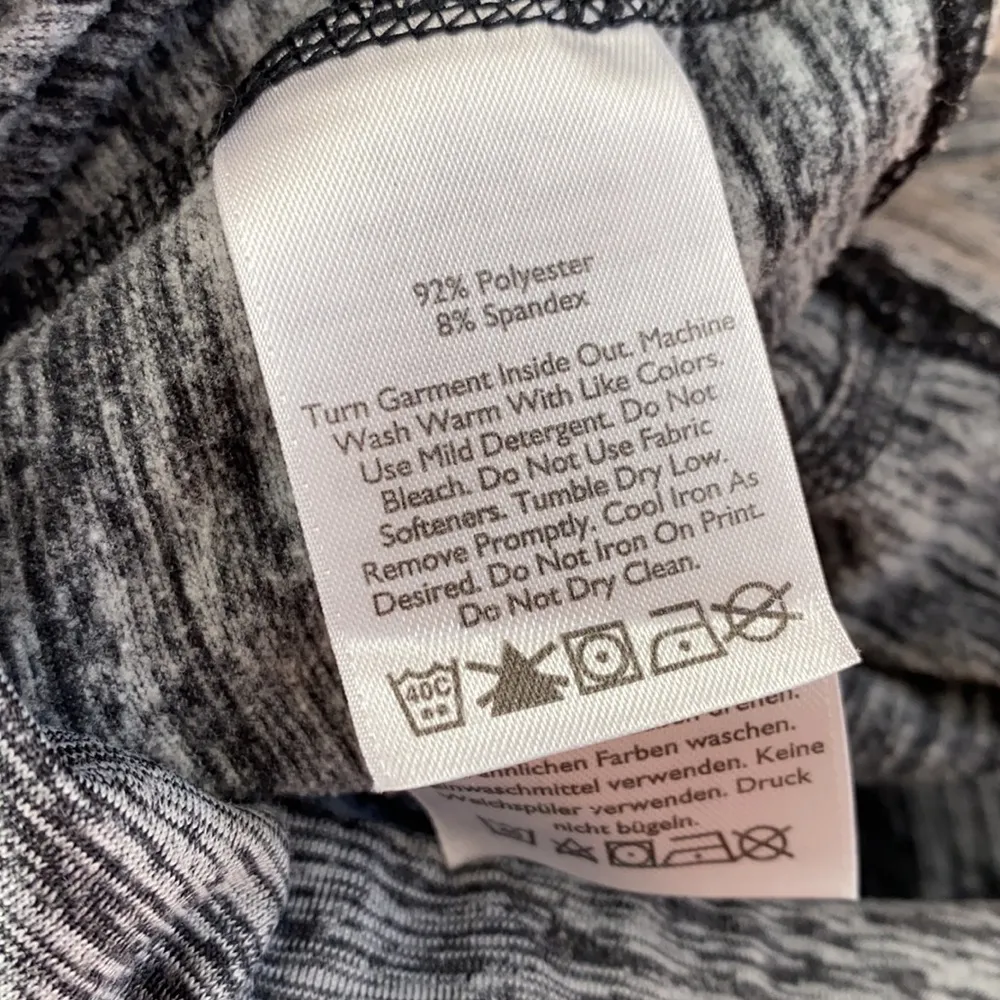 92% Polyester
8% Spandex
Turn Garment Inside Out. Machine
Wash Warm With Like Colors.
Use Mild Detergent. Do Not
Bleach. Do Not Use Fabric
Softeners. Tumble Dry Low.
Remove Promptly. Cool Iron As
Desired. Do Not Iron On Print.
Do Not Dry Clean.
40C
Farben waschen.
verwenden. Keine
Weichspüler verwenden. Druck
nicht bügeln.